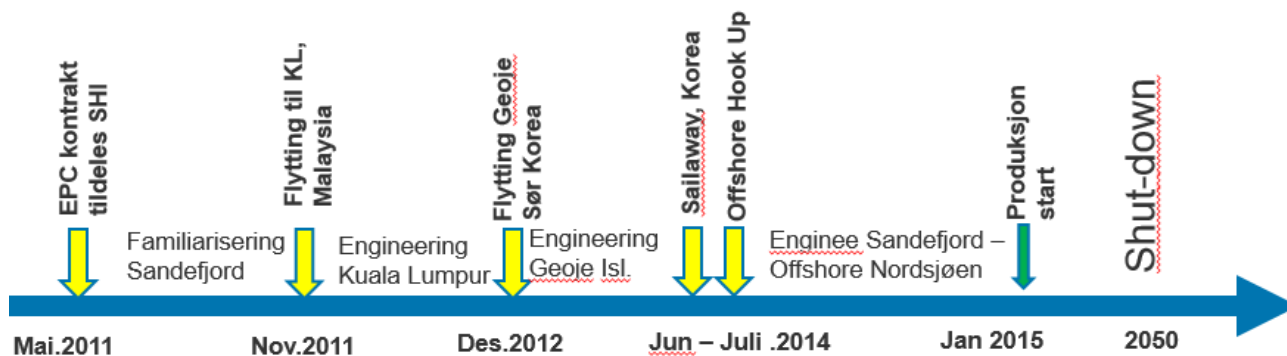 EPC kontrakt
tildeles SHI
Flytting til KL,
Malaysia
Flytting Geoje
Sør Korea
Sailaway, Korea
Offshore Hook Up
Produksjon
start
Shut-down
Familiarisering
Sandefjord
Engineering
Kuala Lumpur
Engineering
Geoje Isl.
Enginee Sandefjord –
Offshore Nordsjøen
Mai.2011
Nov.2011
Des.2012
Jun – Juli .2014
Jan 2015
2050